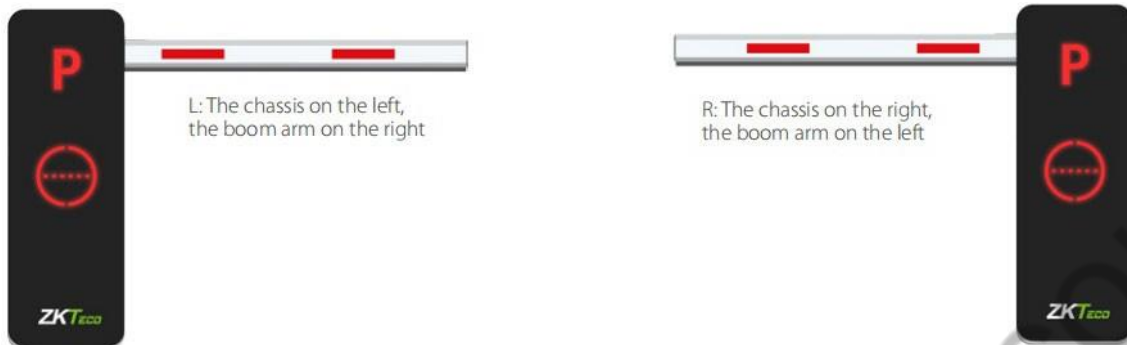 P
L: The chassis on the left,
the boom arm on the right
ZKTeco
R: The chassis on the right,
the boom arm on the left
P
ZKTeco